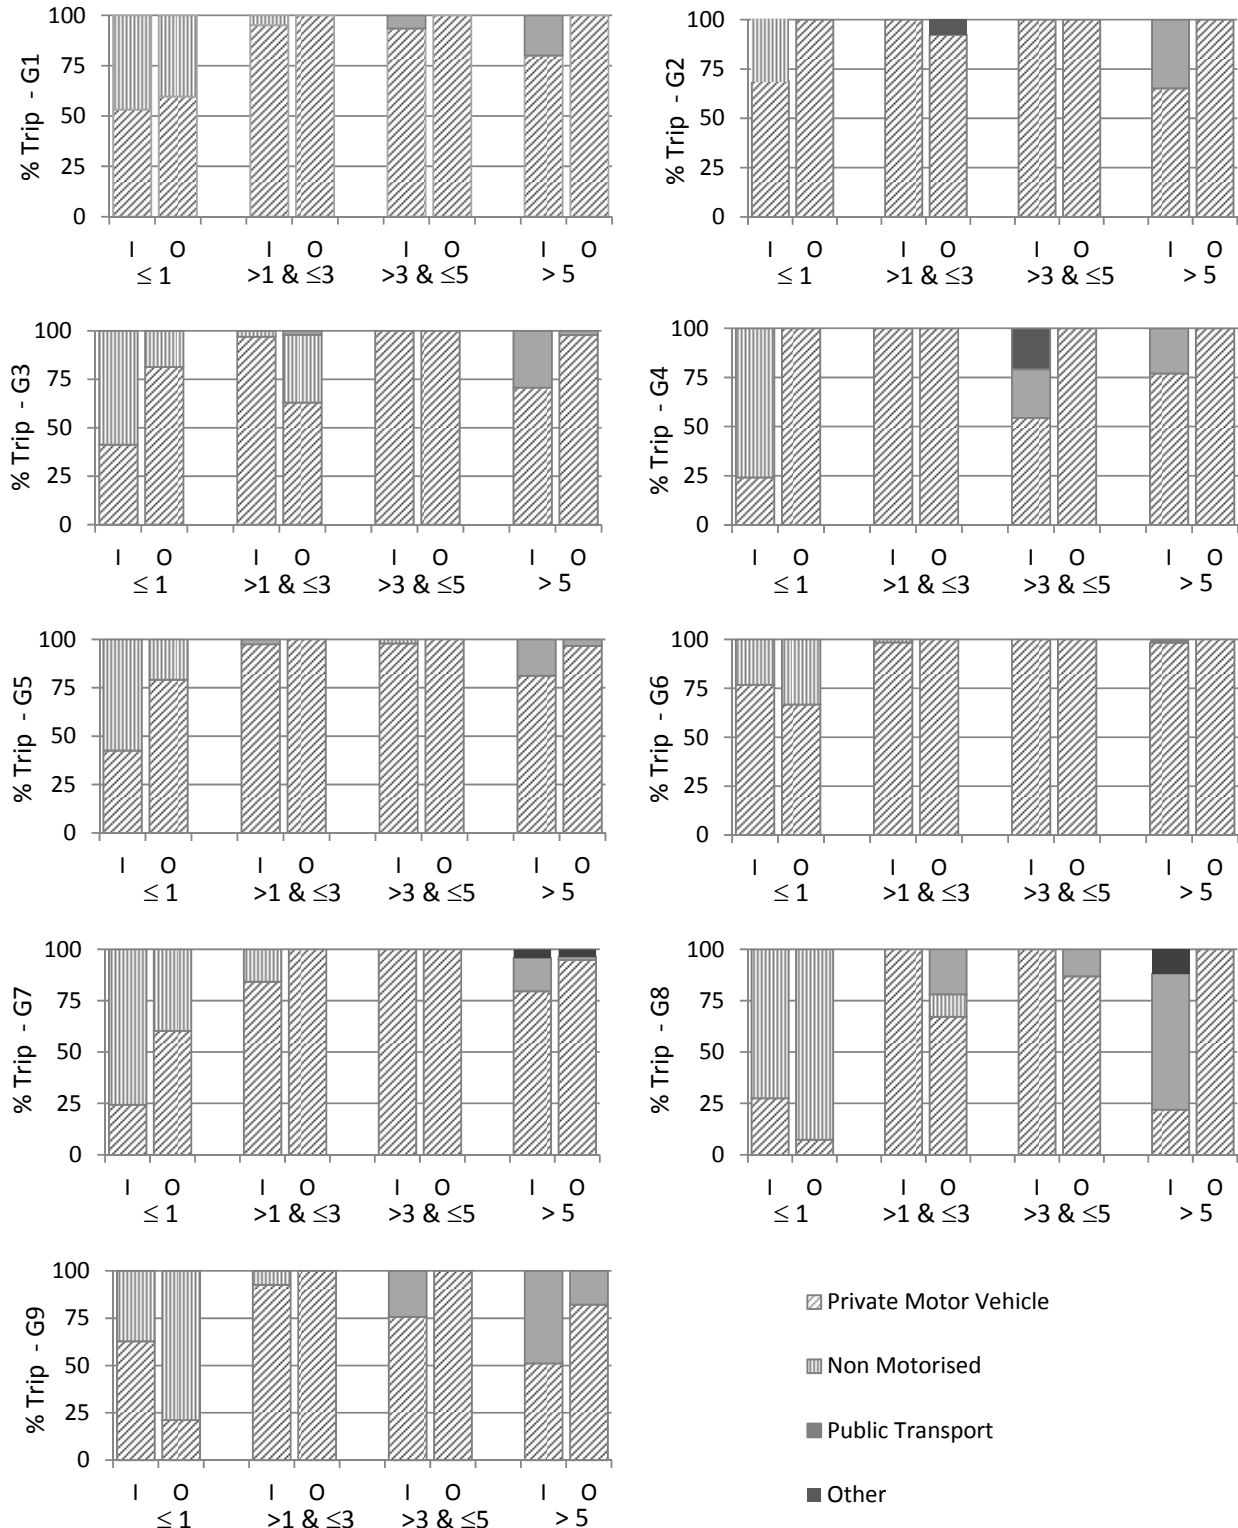 % Trip - G1
100
75
50
25
0
I O I O I O I O
≤ 1 >1 & ≤3 >3 & ≤5 > 5
% Trip - G2
100
75
50
25
0
I O I O I O I O
≤ 1 >1 & ≤3 >3 & ≤5 > 5
% Trip - G3
100
75
50
25
0
I O I O I O I O
≤ 1 >1 & ≤3 >3 & ≤5 > 5
% Trip - G4
100
75
50
25
0
I O I O I O I O
≤ 1 >1 & ≤3 >3 & ≤5 > 5
% Trip - G5
100
75
50
25
0
I O I O I O I O
≤ 1 >1 & ≤3 >3 & ≤5 > 5
% Trip - G6
100
75
50
25
0
I O I O I O I O
≤ 1 >1 & ≤3 >3 & ≤5 > 5
% Trip - G7
100
75
50
25
0
I O I O I O I O
≤ 1 >1 & ≤3 >3 & ≤5 > 5
% Trip - G8
100
75
50
25
0
I O I O I O I O
≤ 1 >1 & ≤3 >3 & ≤5 > 5
% Trip - G9
100
75
50
25
0
I O I O I O I O
≤ 1 >1 & ≤3 >3 & ≤5 > 5
Private Motor Vehicle
Non Motorised
Public Transport
Other